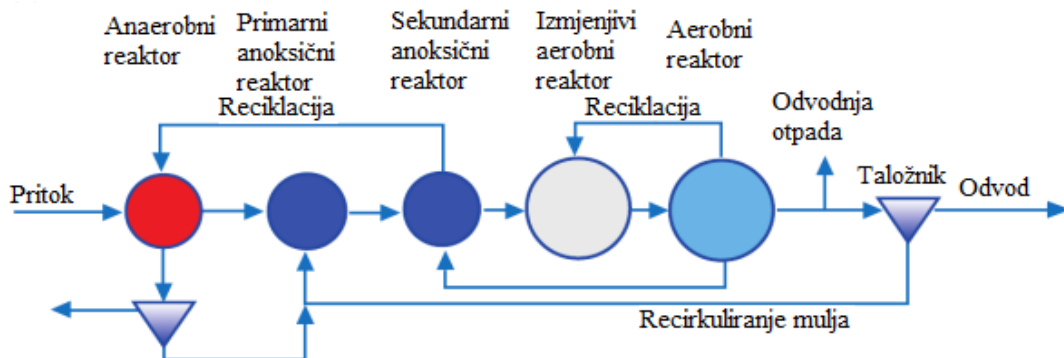 Anaerobni
reaktor
Primarni
anoksični
reaktor
Sekundarni
anoksični
reaktor
Izmjenjivi
aerobni
reaktor
Aerobni
reaktor
Reciklacija
Reciklacija
Odvodnja
otpada
Pritok
Taložnik
Odvod
Recirkuliranje mulja